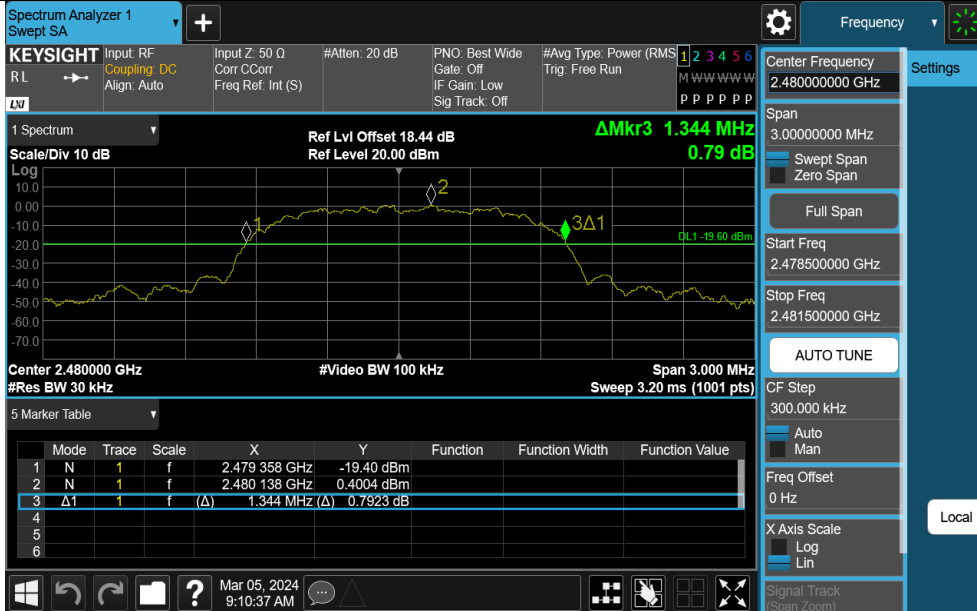 Spectrum Analyzer 1
Swept SA
+
Frequency
KEYSIGHT
RL
LXI
Input: RF
Coupling: DC
Align: Auto
Input Z: 50 Ω
Corr CCorr
Freq Ref: Int (S)
#Atten: 20 dB
PNO: Best Wide
Gate: Off
IF Gain: Low
Sig Track: Off
#Avg Type: Power (RMS
Trig: Free Run
1 2 3 4 5 6
M W W W W W
P P P P P P
1 Spectrum
Scale/Div 10 dB
Ref Lvl Offset 18.44 dB
Ref Level 20.00 dBm
ΔMkr3 1.344 MHz
0.79 dB
Log
10.0
0.00
-10.0
-20.0
-30.0
-40.0
-50.0
-60.0
-70.0
1
2
3Δ1
DL1 -19.60 dBm
Center 2.480000 GHz
#Video BW 100 kHz
Span 3.000 MHz
#Res BW 30 kHz
Sweep 3.20 ms (1001 pts)
5 Marker Table
Mode Trace Scale X Y Function Function Width Function Value
1 N 1 f 2.479 358 GHz -19.40 dBm
2 N 1 f 2.480 138 GHz 0.4004 dBm
3 Δ1 1 f (Δ) 1.344 MHz (Δ) 0.7923 dB
4
5
6
?
Mar 05, 2024
9:10:37 AM
Center Frequency
2.480000000 GHz
Span
3.00000000 MHz
Swept Span
Zero Span
Full Span
Start Freq
2.478500000 GHz
Stop Freq
2.481500000 GHz
AUTO TUNE
CF Step
300.000 kHz
Auto
Man
Freq Offset
0 Hz
X Axis Scale
Log
Lin
Signal Track
(Span Zoom)
Settings
Local